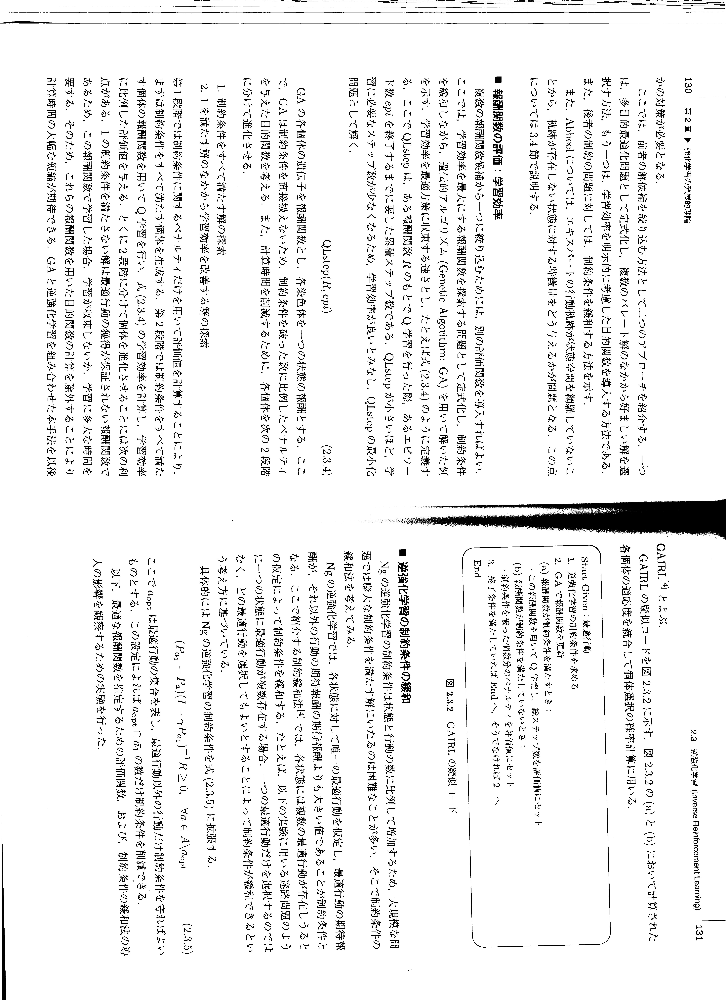 130 第2章 ▶ 強化学習の発展的理論
かの対策が必要となる．
ここでは，前者の解候補を絞り込む方法として二つのアプローチを紹介する．一つ
は，多目的最適化問題として定式化し，複数のパレート解のなかから好ましい解を選
択す方法，もう一つは，学習効率を明示的に考慮した目的関数を導入する方法である．
また，後者の制約の問題に対しては，制約条件を緩和する方法を示す．
また，Abbeelについては，エキスパートの行動軌跡が状態空間を網羅していないこ
とから，軌跡が存在しない状態に対する特徴量をどう与えるかが問題となる．この点
については3.4節で説明する．
■ 報酬関数の評価：学習効率
複数の報酬関数候補から一つに絞り込むためには，別の評価関数を導入すればよい．
ここでは，学習効率を最大にする報酬関数を探索する問題として定式化し，制約条件
を緩和しながら，遺伝的アルゴリズム (Genetic Algorithm: GA) を用いて解いた例
を示す．学習効率を最適方策に収束する速さとし，たとえば式 (2.3.4) のように定義す
る．ここで QLstep は，ある報酬関数 R のもとで Q 学習を行った際，あるエピソー
ド数 epi を終了するまでに要した累積ステップ数である．QLstep が小さいほど，学
習に必要なステップ数が少なくなるため，学習効率が良いとみなし，QLstep の最小化
問題として解く．
QLstep(R, epi) (2.3.4)
GA の各個体の遺伝子を報酬関数とし，各染色体を一つの状態の報酬とする．ここ
で，GA は制約条件を直接扱えないため，制約条件を破った数に比例したペナルティ
を与えた目的関数を考える．また，計算時間を削減するために，各個体を次の2段階
に分けて進化させる．
1. 制約条件をすべて満たす解の探索
2. 1を満たす解のなかから学習効率を改善する解の探索
第1段階では制約条件に関するペナルティだけを用いて評価値を計算することにより，
まずは制約条件をすべて満たす個体を生成する．第2段階では制約条件をすべて満た
す個体の報酬関数を用いて Q 学習を行い，式 (2.3.4) の学習効率を計算し，学習効率
に比例した評価値を与える．とくに2段階に分けて個体を進化させることには次の利
点がある．1の制約条件を満たさない解は最適行動の獲得が保証されない報酬関数で
あるため，この報酬関数で学習した場合，学習が収束しないか，学習に多大な時間を
要する．そのため，これらの報酬関数を用いた目的関数の計算を除外することにより
計算時間の大幅な短縮が期待できる．GA と逆強化学習を組み合わせた本手法を以後
2.3 逆強化学習 (Inverse Reinforcement Learning) 131
GAIRL[4] とよぶ．
GAIRL の疑似コードを図 2.3.2 に示す．図 2.3.2 の (a) と (b) において計算された
各個体の適応度を統合して個体選択の確率計算に用いる．
Start Given：最適行動
1. 逆強化学習の制約条件を求める
2. GA で報酬関数を更新
(a) 報酬関数が制約条件を満たすとき：
・この報酬関数を用いて Q 学習し，総ステップ数を評価値にセット
(b) 報酬関数が制約条件を満たしていないとき：
・制約条件を破った個数分のペナルティを評価値にセット
3. 終了条件を満たしていれば End へ，そうでなければ 2. へ
End
図 2.3.2 GAIRL の疑似コード
■ 逆強化学習の制約条件の緩和
Ng の逆強化学習の制約条件は状態と行動の数に比例して増加するため，大規模な問
題では膨大な制約条件を満たす解にいたるのは困難なことが多い．そこで制約条件の
緩和法を考えてみる．
Ng の逆強化学習では，各状態に対して唯一の最適行動を仮定し，最適行動の期待報
酬が，それ以外の行動の期待報酬の期待報酬よりも大きい値であることが制約条件と
なる．ここで紹介する制約緩和法[4] では，各状態には複数の最適行動が存在しうると
の仮定によって制約条件を緩和する．たとえば，以下の実験に用いる迷路問題のよう
に一つの状態に最適行動が複数存在する場合，一つの最適行動だけを選択するのでは
なく，どの最適行動を選択してもよいとすることによって制約条件が緩和できるとい
う考え方に基づいている．
具体的には Ng の逆強化学習の制約条件を式 (2.3.5) に拡張する．
(Pa₁ − Pa)(I − γPa₁)⁻¹R ≥ 0, ∀a ∈ A\aopt (2.3.5)
ここで aopt は最適行動の集合を表し，最適行動以外の行動だけ制約条件を守ればよい
ものとする．この設定によれば aopt ∩ ā₁ の数だけ制約条件を削減できる．
以下，最適な報酬関数を推定するための評価関数，および，制約条件の緩和法の導
入の影響を観察するための実験を行った．